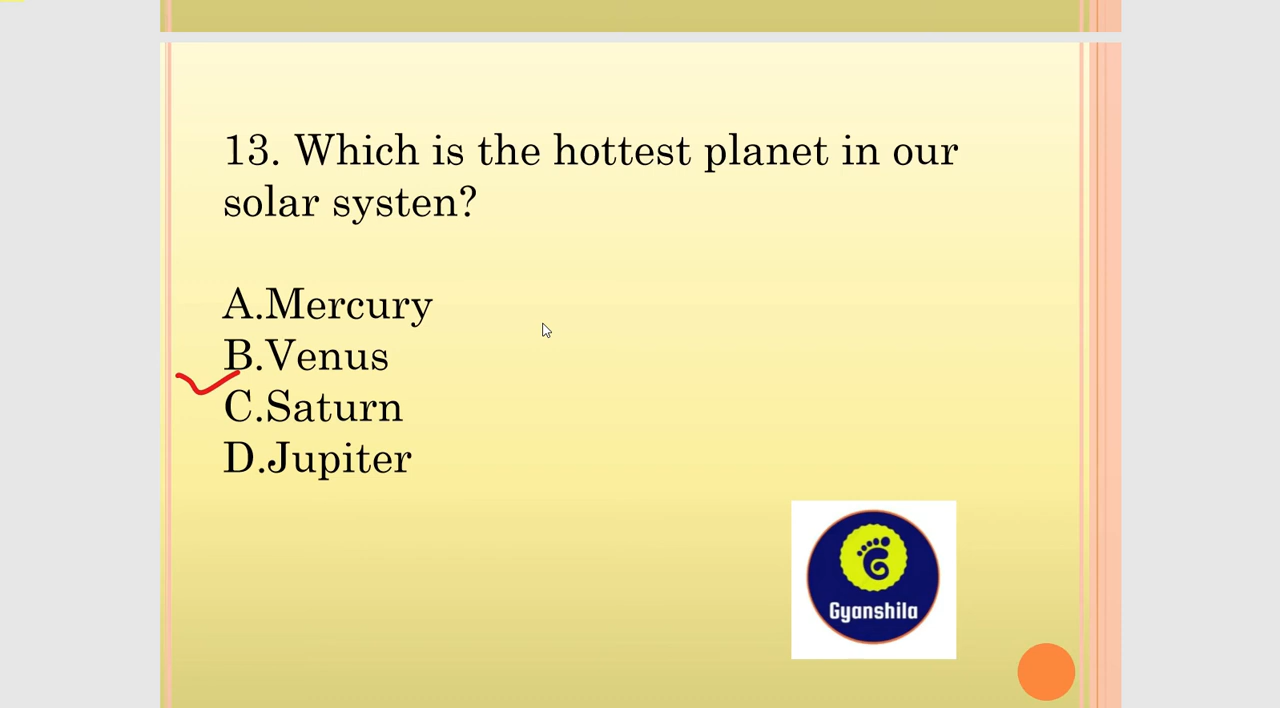 13. Which is the hottest planet in our
solar systen?
A.Mercury
B.Venus
C.Saturn
D.Jupiter
Gyanshila